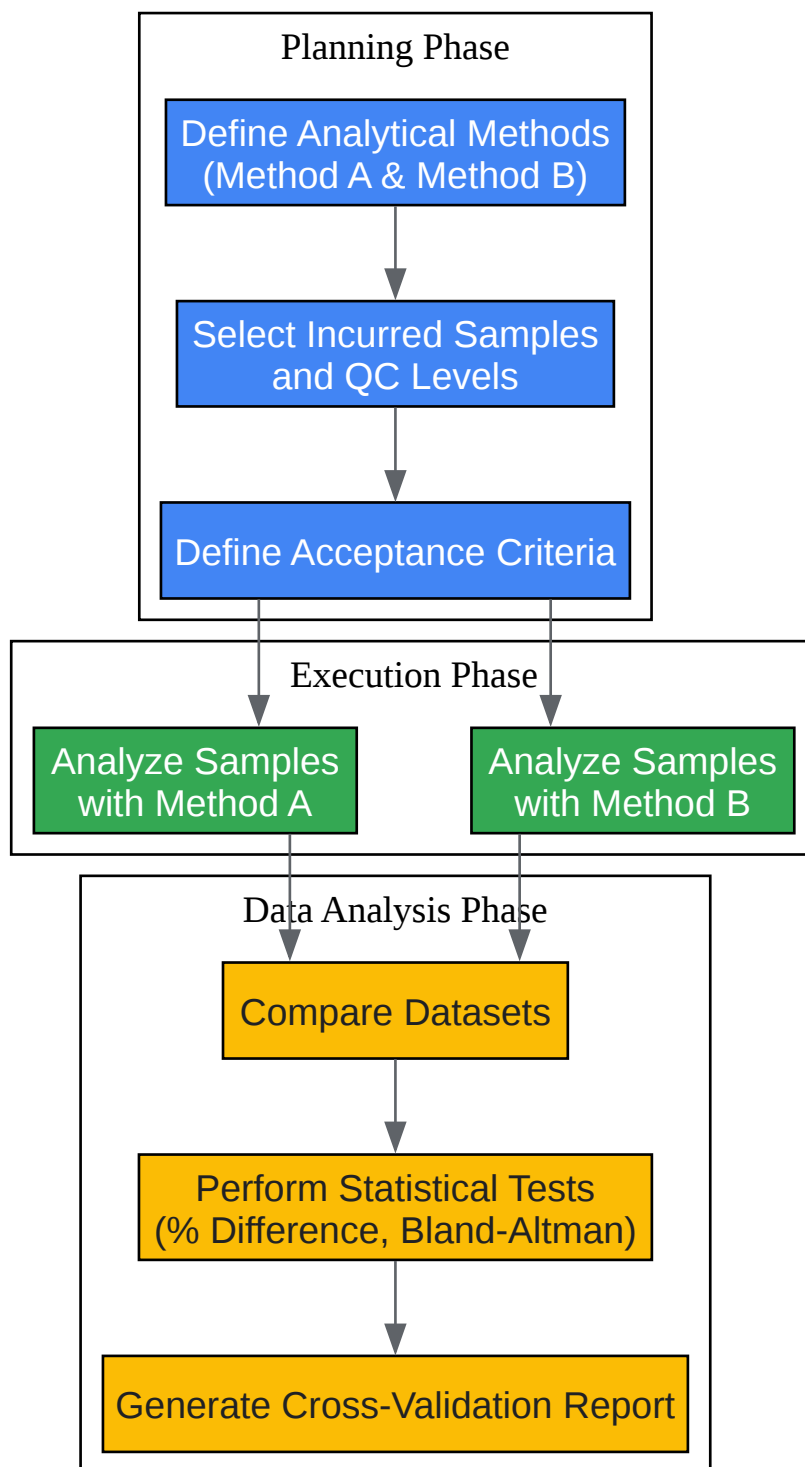 Planning Phase
Define Analytical Methods
(Method A & Method B)
Select Incurred Samples
and QC Levels
Define Acceptance Criteria
Execution Phase
Analyze Samples
with Method A
Analyze Samples
with Method B
Data Analysis Phase
Compare Datasets
Perform Statistical Tests
(% Difference, Bland-Altman)
Generate Cross-Validation Report